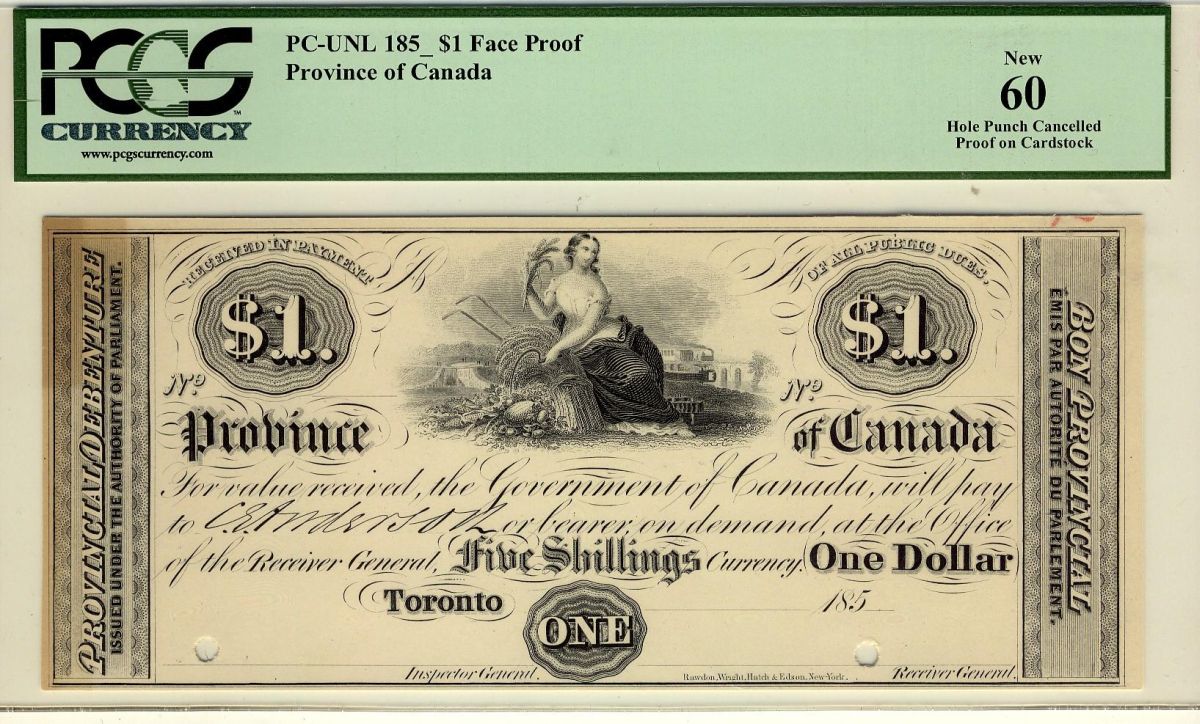 PCGS
CURRENCY
www.pcgscurrency.com
TM
PC-UNL 185_ $1 Face Proof
Province of Canada
New
60
Hole Punch Cancelled
Proof on Cardstock
PROVINCIAL DEBENTURE
ISSUED UNDER THE AUTHORITY OF PARLIAMENT.
RECEIVED IN PAYMENT
OF ALL PUBLIC DUES.
$1.
$1.
No
No
Province of Canada
For value received, the Government of Canada, will pay
to C E Anderson or bearer, on demand, at the Office
of the Receiver General, Five Shillings Currency. One Dollar
Toronto 185
ONE
Inspector General. Rawdon, Wright, Hatch & Edson, New-York. Receiver General.
BON PROVINCIAL
EMIS PAR AUTORITE DU PARLEMENT.